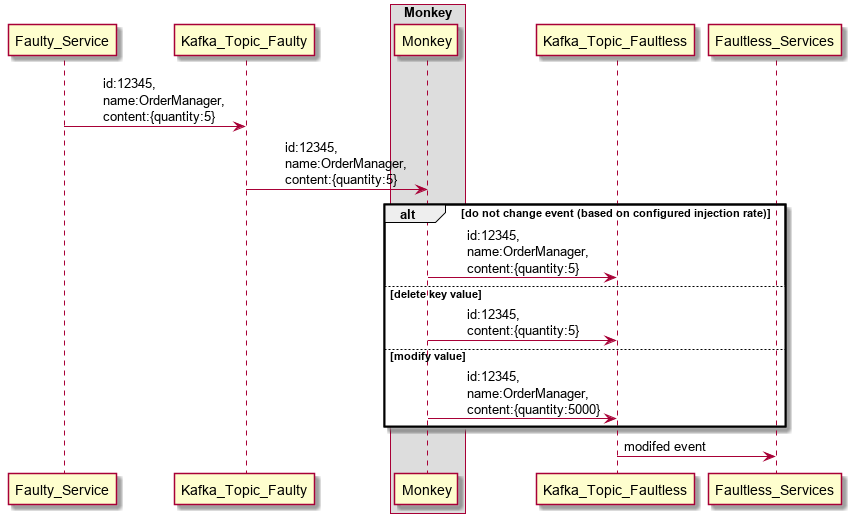 Monkey
Faulty_Service
Kafka_Topic_Faulty
Monkey
Kafka_Topic_Faultless
Faultless_Services
id:12345,
name:OrderManager,
content:{quantity:5}
id:12345,
name:OrderManager,
content:{quantity:5}
alt
[do not change event (based on configured injection rate)]
id:12345,
name:OrderManager,
content:{quantity:5}
[delete key value]
id:12345,
content:{quantity:5}
[modify value]
id:12345,
name:OrderManager,
content:{quantity:5000}
modifed event
Faulty_Service
Kafka_Topic_Faulty
Monkey
Kafka_Topic_Faultless
Faultless_Services